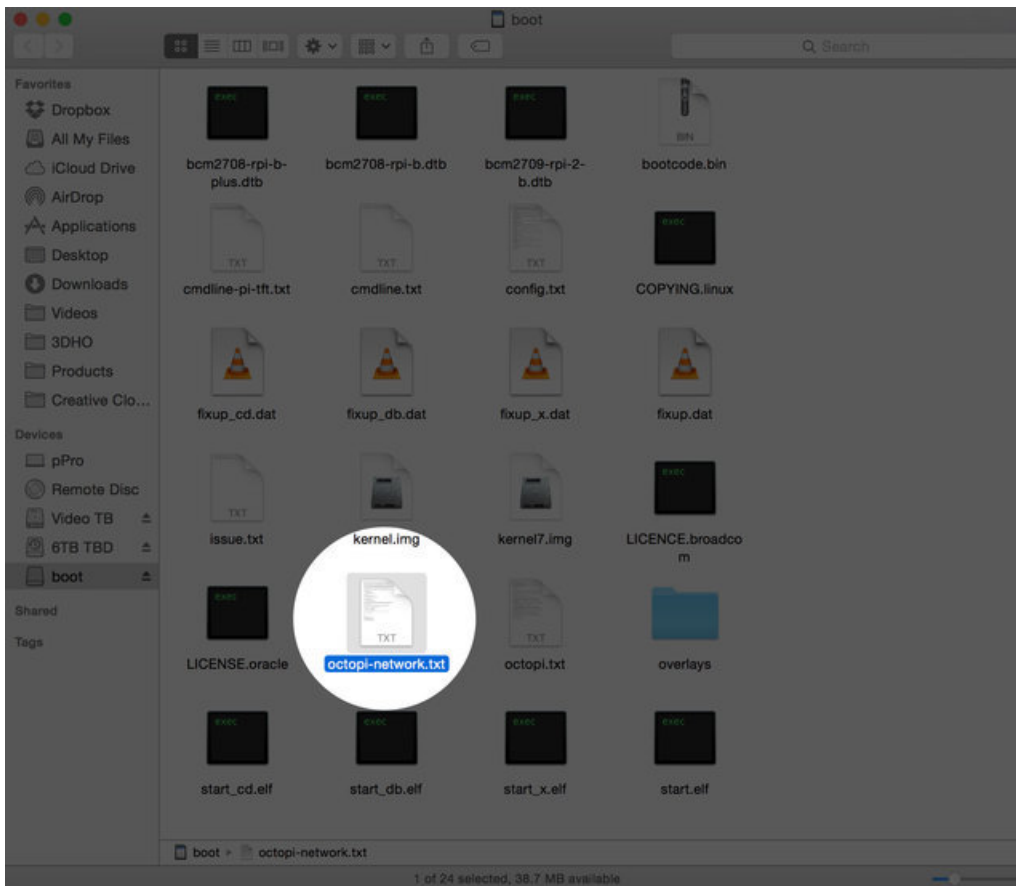 boot
Search
Favorites
Dropbox
All My Files
iCloud Drive
AirDrop
Applications
Desktop
Downloads
Videos
3DHO
Products
Creative Clo...
Devices
pPro
Remote Disc
Video TB
6TB TBD
boot
Shared
Tags
exec
exec
exec
BIN
bcm2708-rpi-b-
plus.dtb
bcm2708-rpi-b.dtb
bcm2709-rpi-2-
b.dtb
bootcode.bin
TXT
TXT
TXT
exec
cmdline-pi-tft.txt
cmdline.txt
config.txt
COPYING.linux
fixup_cd.dat
fixup_db.dat
fixup_x.dat
fixup.dat
TXT
exec
issue.txt
kernel.img
kernel7.img
LICENCE.broadco
m
exec
TXT
TXT
LICENSE.oracle
octopi-network.txt
octopi.txt
overlays
exec
exec
exec
exec
start_cd.elf
start_db.elf
start_x.elf
start.elf
boot
octopi-network.txt
1 of 24 selected, 38.7 MB available